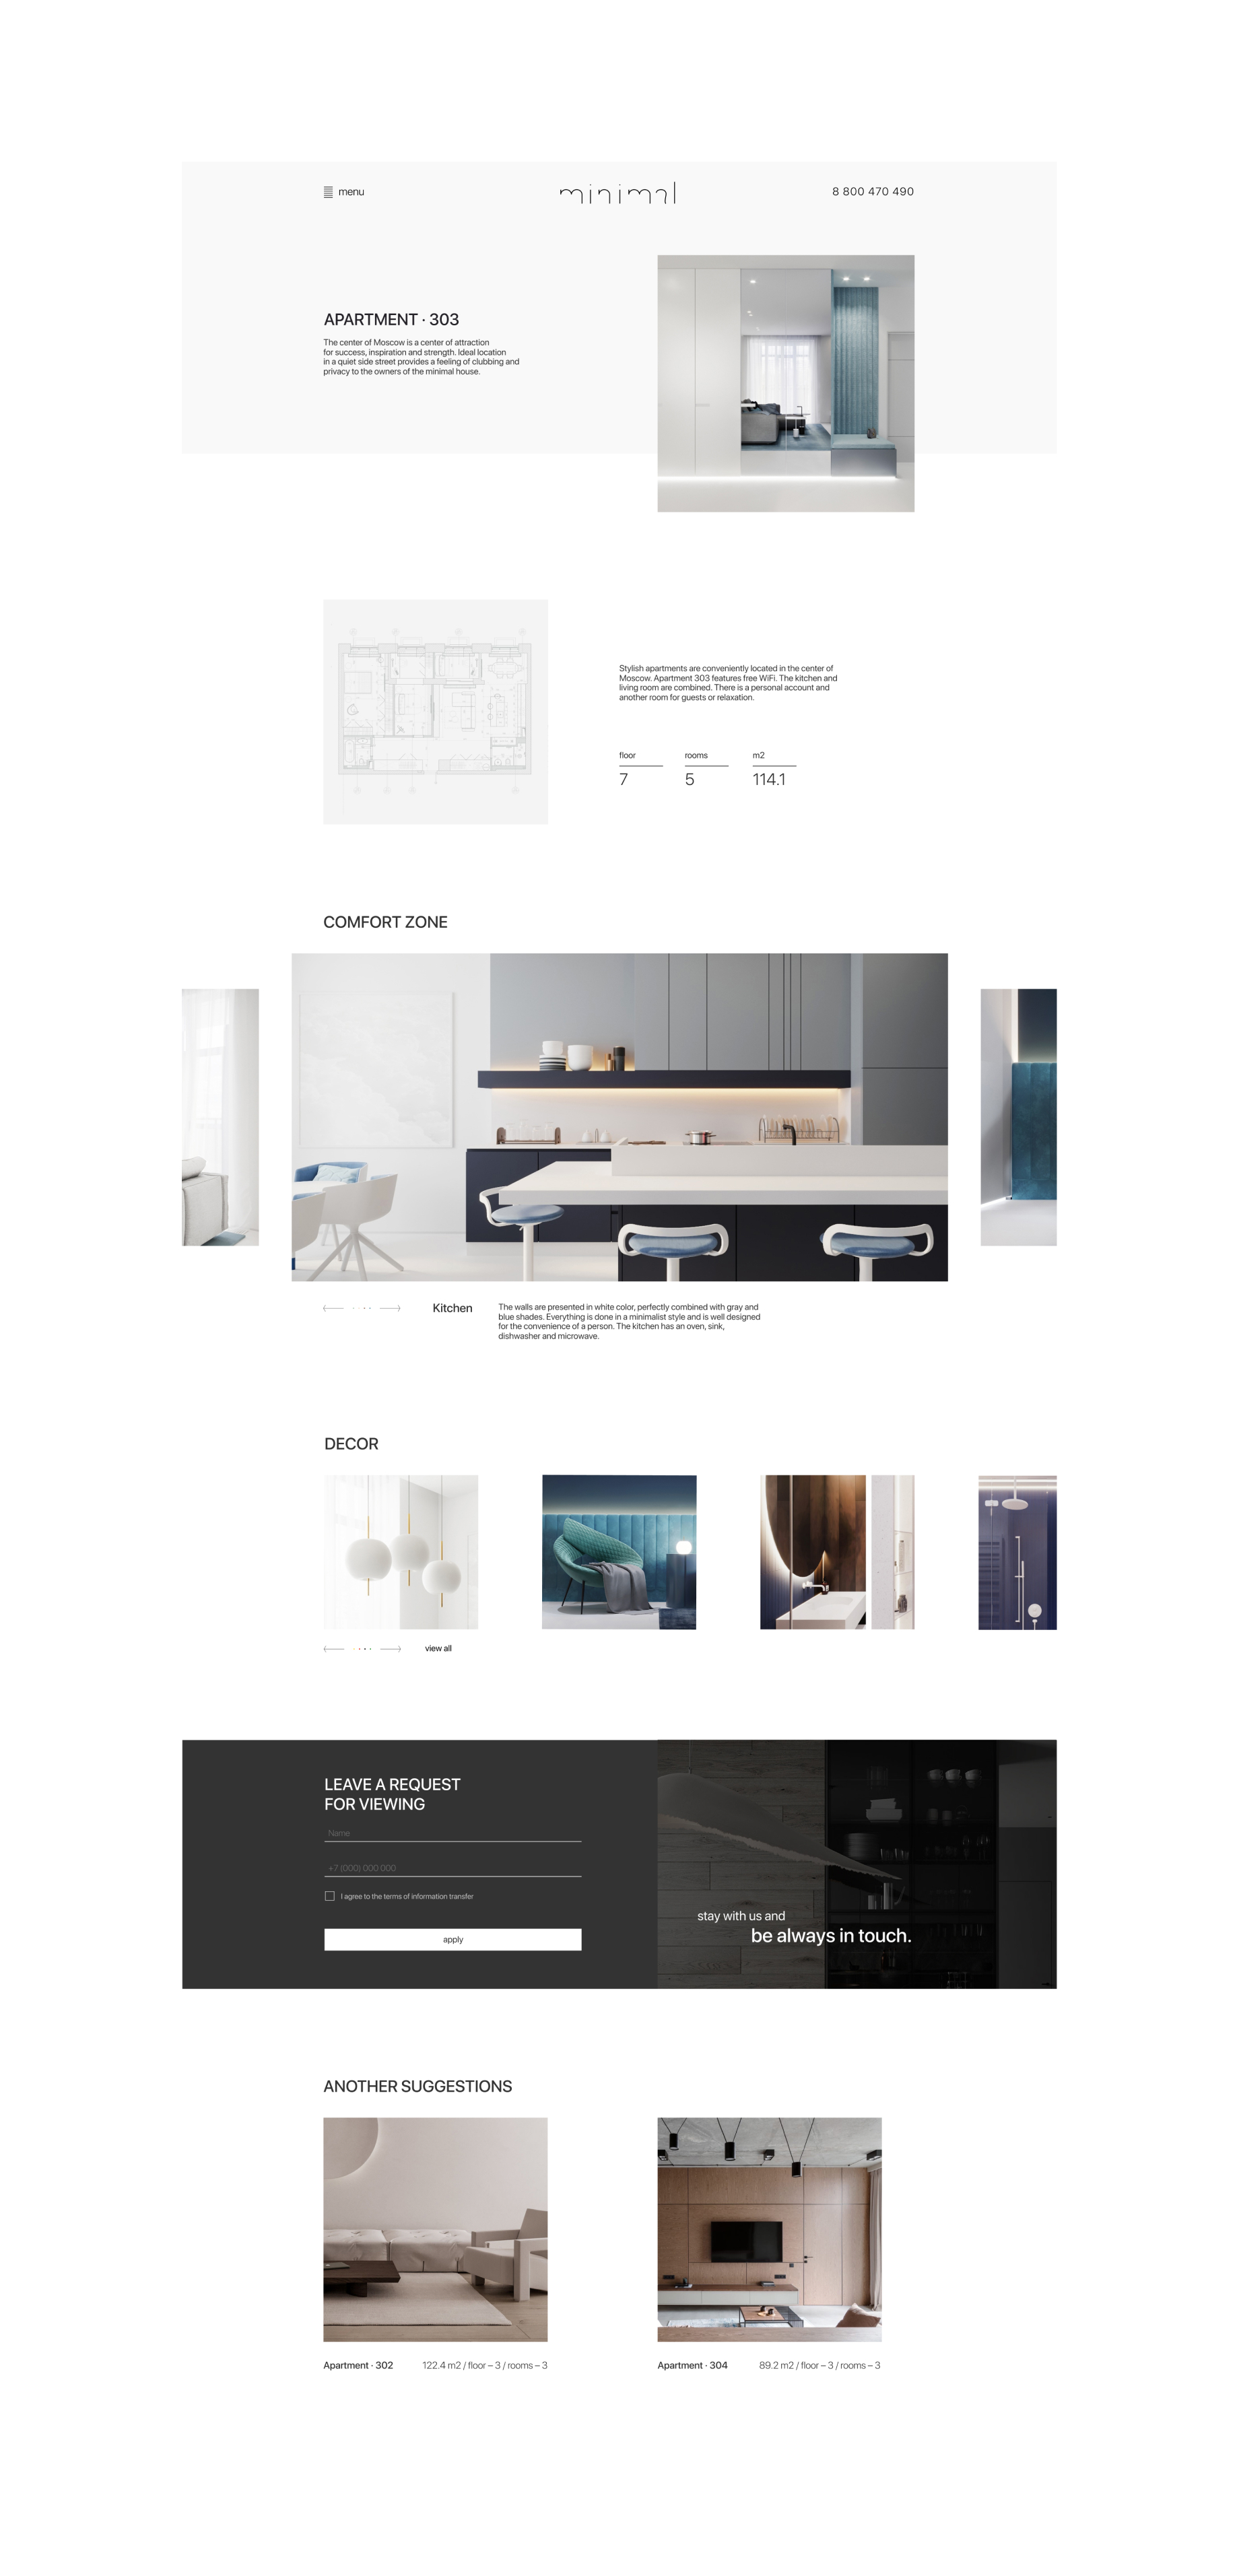 menu
minimal
8 800 470 490
APARTMENT · 303
The center of Moscow is a center of attraction
for success, inspiration and strength. Ideal location
in a quiet side street provides a feeling of clubbing and
privacy to the owners of the minimal house.
Stylish apartments are conveniently located in the center of
Moscow. Apartment 303 features free WiFi. The kitchen and
living room are combined. There is a personal account and
another room for guests or relaxation.
floor rooms m2
7 5 114.1
COMFORT ZONE
Kitchen
The walls are presented in white color, perfectly combined with gray and
blue shades. Everything is done in a minimalist style and is well designed
for the convenience of a person. The kitchen has an oven, sink,
dishwasher and microwave.
DECOR
view all
LEAVE A REQUEST
FOR VIEWING
Name
+7 (000) 000 000
I agree to the terms of information transfer
apply
stay with us and
be always in touch.
ANOTHER SUGGESTIONS
Apartment · 302 122.4 m2 / floor – 3 / rooms – 3
Apartment · 304 89.2 m2 / floor – 3 / rooms – 3